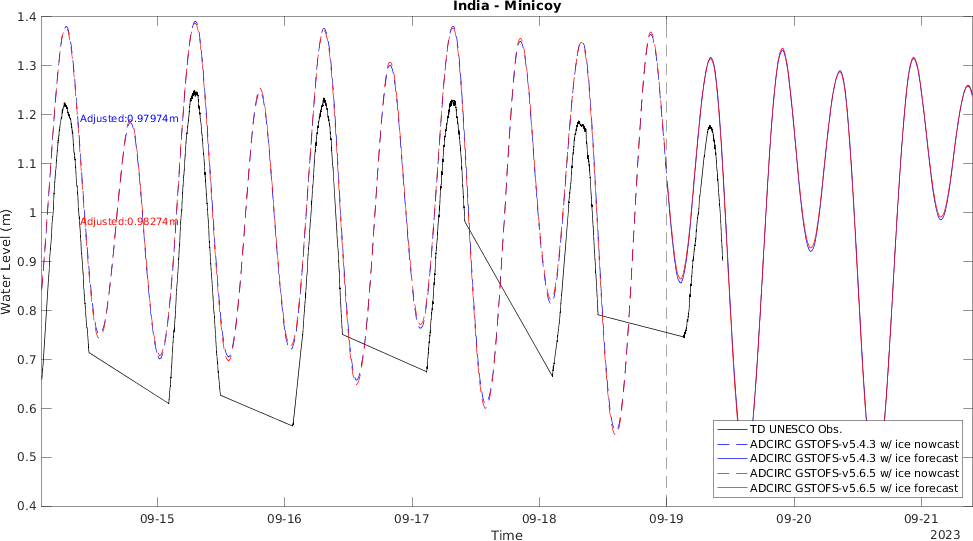 India - Minicoy
Water Level (m)
1.4
1.3
1.2
1.1
1
0.9
0.8
0.7
0.6
0.5
0.4
Adjusted:0.97974m
Adjusted:0.98274m
TD UNESCO Obs.
ADCIRC GSTOFS-v5.4.3 w/ ice nowcast
ADCIRC GSTOFS-v5.4.3 w/ ice forecast
ADCIRC GSTOFS-v5.6.5 w/ ice nowcast
ADCIRC GSTOFS-v5.6.5 w/ ice forecast
09-15 09-16 09-17 09-18 09-19 09-20 09-21
Time
2023